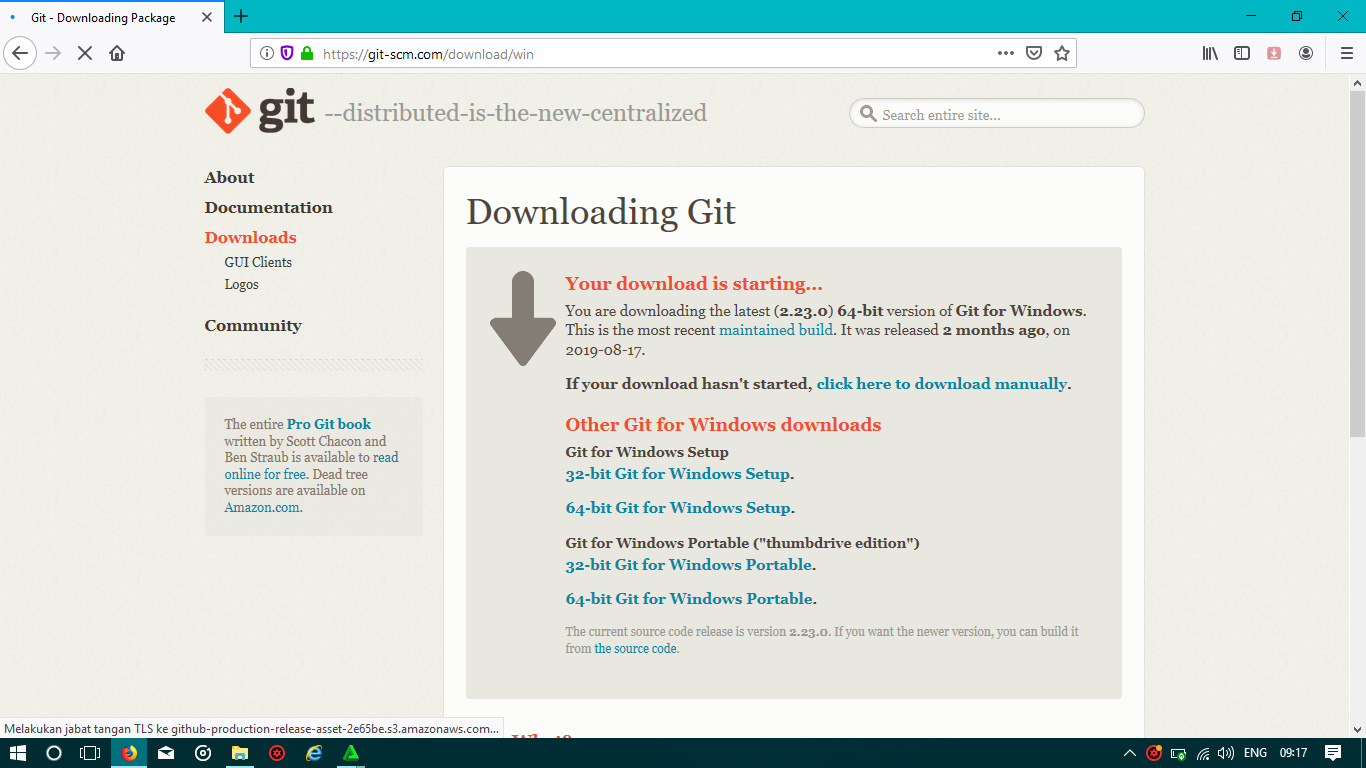 Git - Downloading Package
https://git-scm.com/download/win
git --distributed-is-the-new-centralized
Search entire site...
About
Documentation
Downloads
GUI Clients
Logos
Community
The entire Pro Git book
written by Scott Chacon and
Ben Straub is available to read
online for free. Dead tree
versions are available on
Amazon.com.
Downloading Git
Your download is starting...
You are downloading the latest (2.23.0) 64-bit version of Git for Windows.
This is the most recent maintained build. It was released 2 months ago, on
2019-08-17.
If your download hasn't started, click here to download manually.
Other Git for Windows downloads
Git for Windows Setup
32-bit Git for Windows Setup.
64-bit Git for Windows Setup.
Git for Windows Portable ("thumbdrive edition")
32-bit Git for Windows Portable.
64-bit Git for Windows Portable.
The current source code release is version 2.23.0. If you want the newer version, you can build it
from the source code.
Melakukan jabat tangan TLS ke github-production-release-asset-2e65be.s3.amazonaws.com...
ENG
09:17